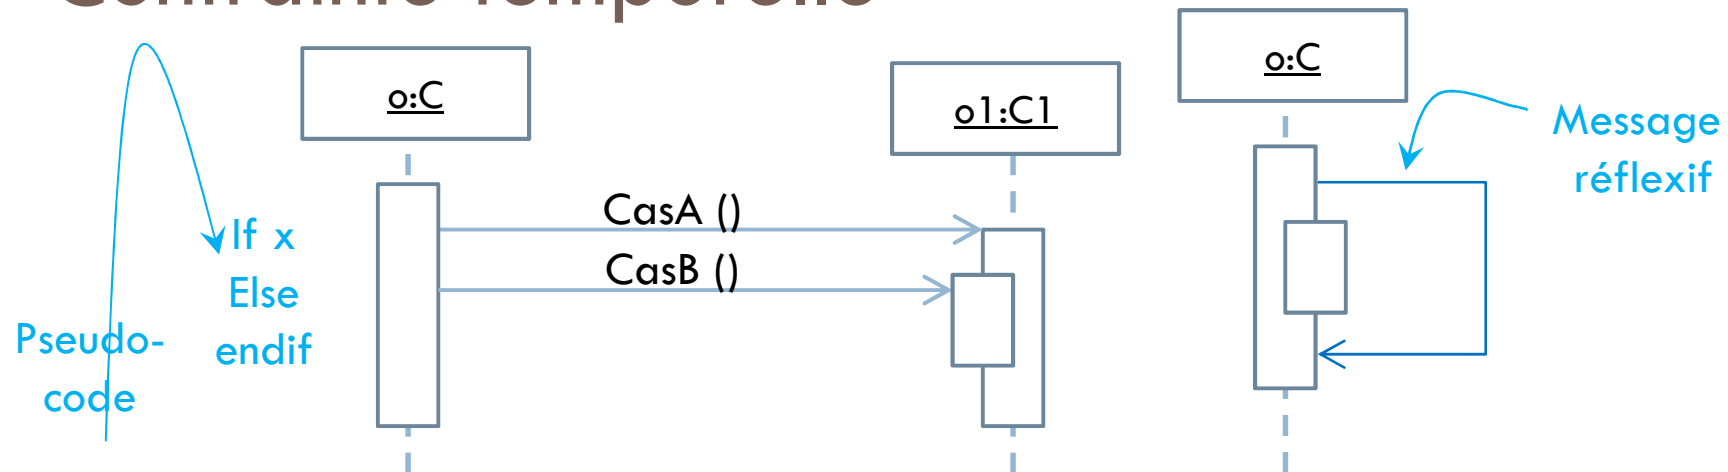 o:C
o:C
o1:C1
Message
réflexif
CasA ()
If x
CasB ()
Else
Pseudo-
endif
code